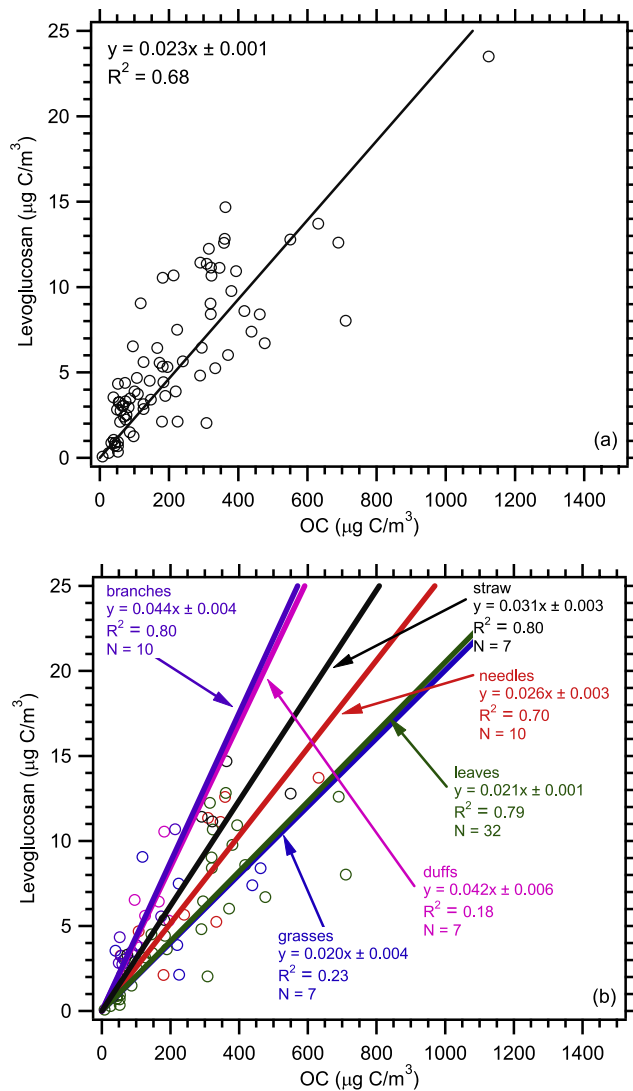 25
20
15
10
5
0
Levoglucosan (μg C/m³)
y = 0.023x ± 0.001
R² = 0.68
(a)
0 200 400 600 800 1000 1200 1400
OC (μg C/m³)
25
20
15
10
5
0
Levoglucosan (μg C/m³)
branches
y = 0.044x ± 0.004
R² = 0.80
N = 10
straw
y = 0.031x ± 0.003
R² = 0.80
N = 7
needles
y = 0.026x ± 0.003
R² = 0.70
N = 10
leaves
y = 0.021x ± 0.001
R² = 0.79
N = 32
duffs
y = 0.042x ± 0.006
R² = 0.18
N = 7
grasses
y = 0.020x ± 0.004
R² = 0.23
N = 7
(b)
0 200 400 600 800 1000 1200 1400
OC (μg C/m³)